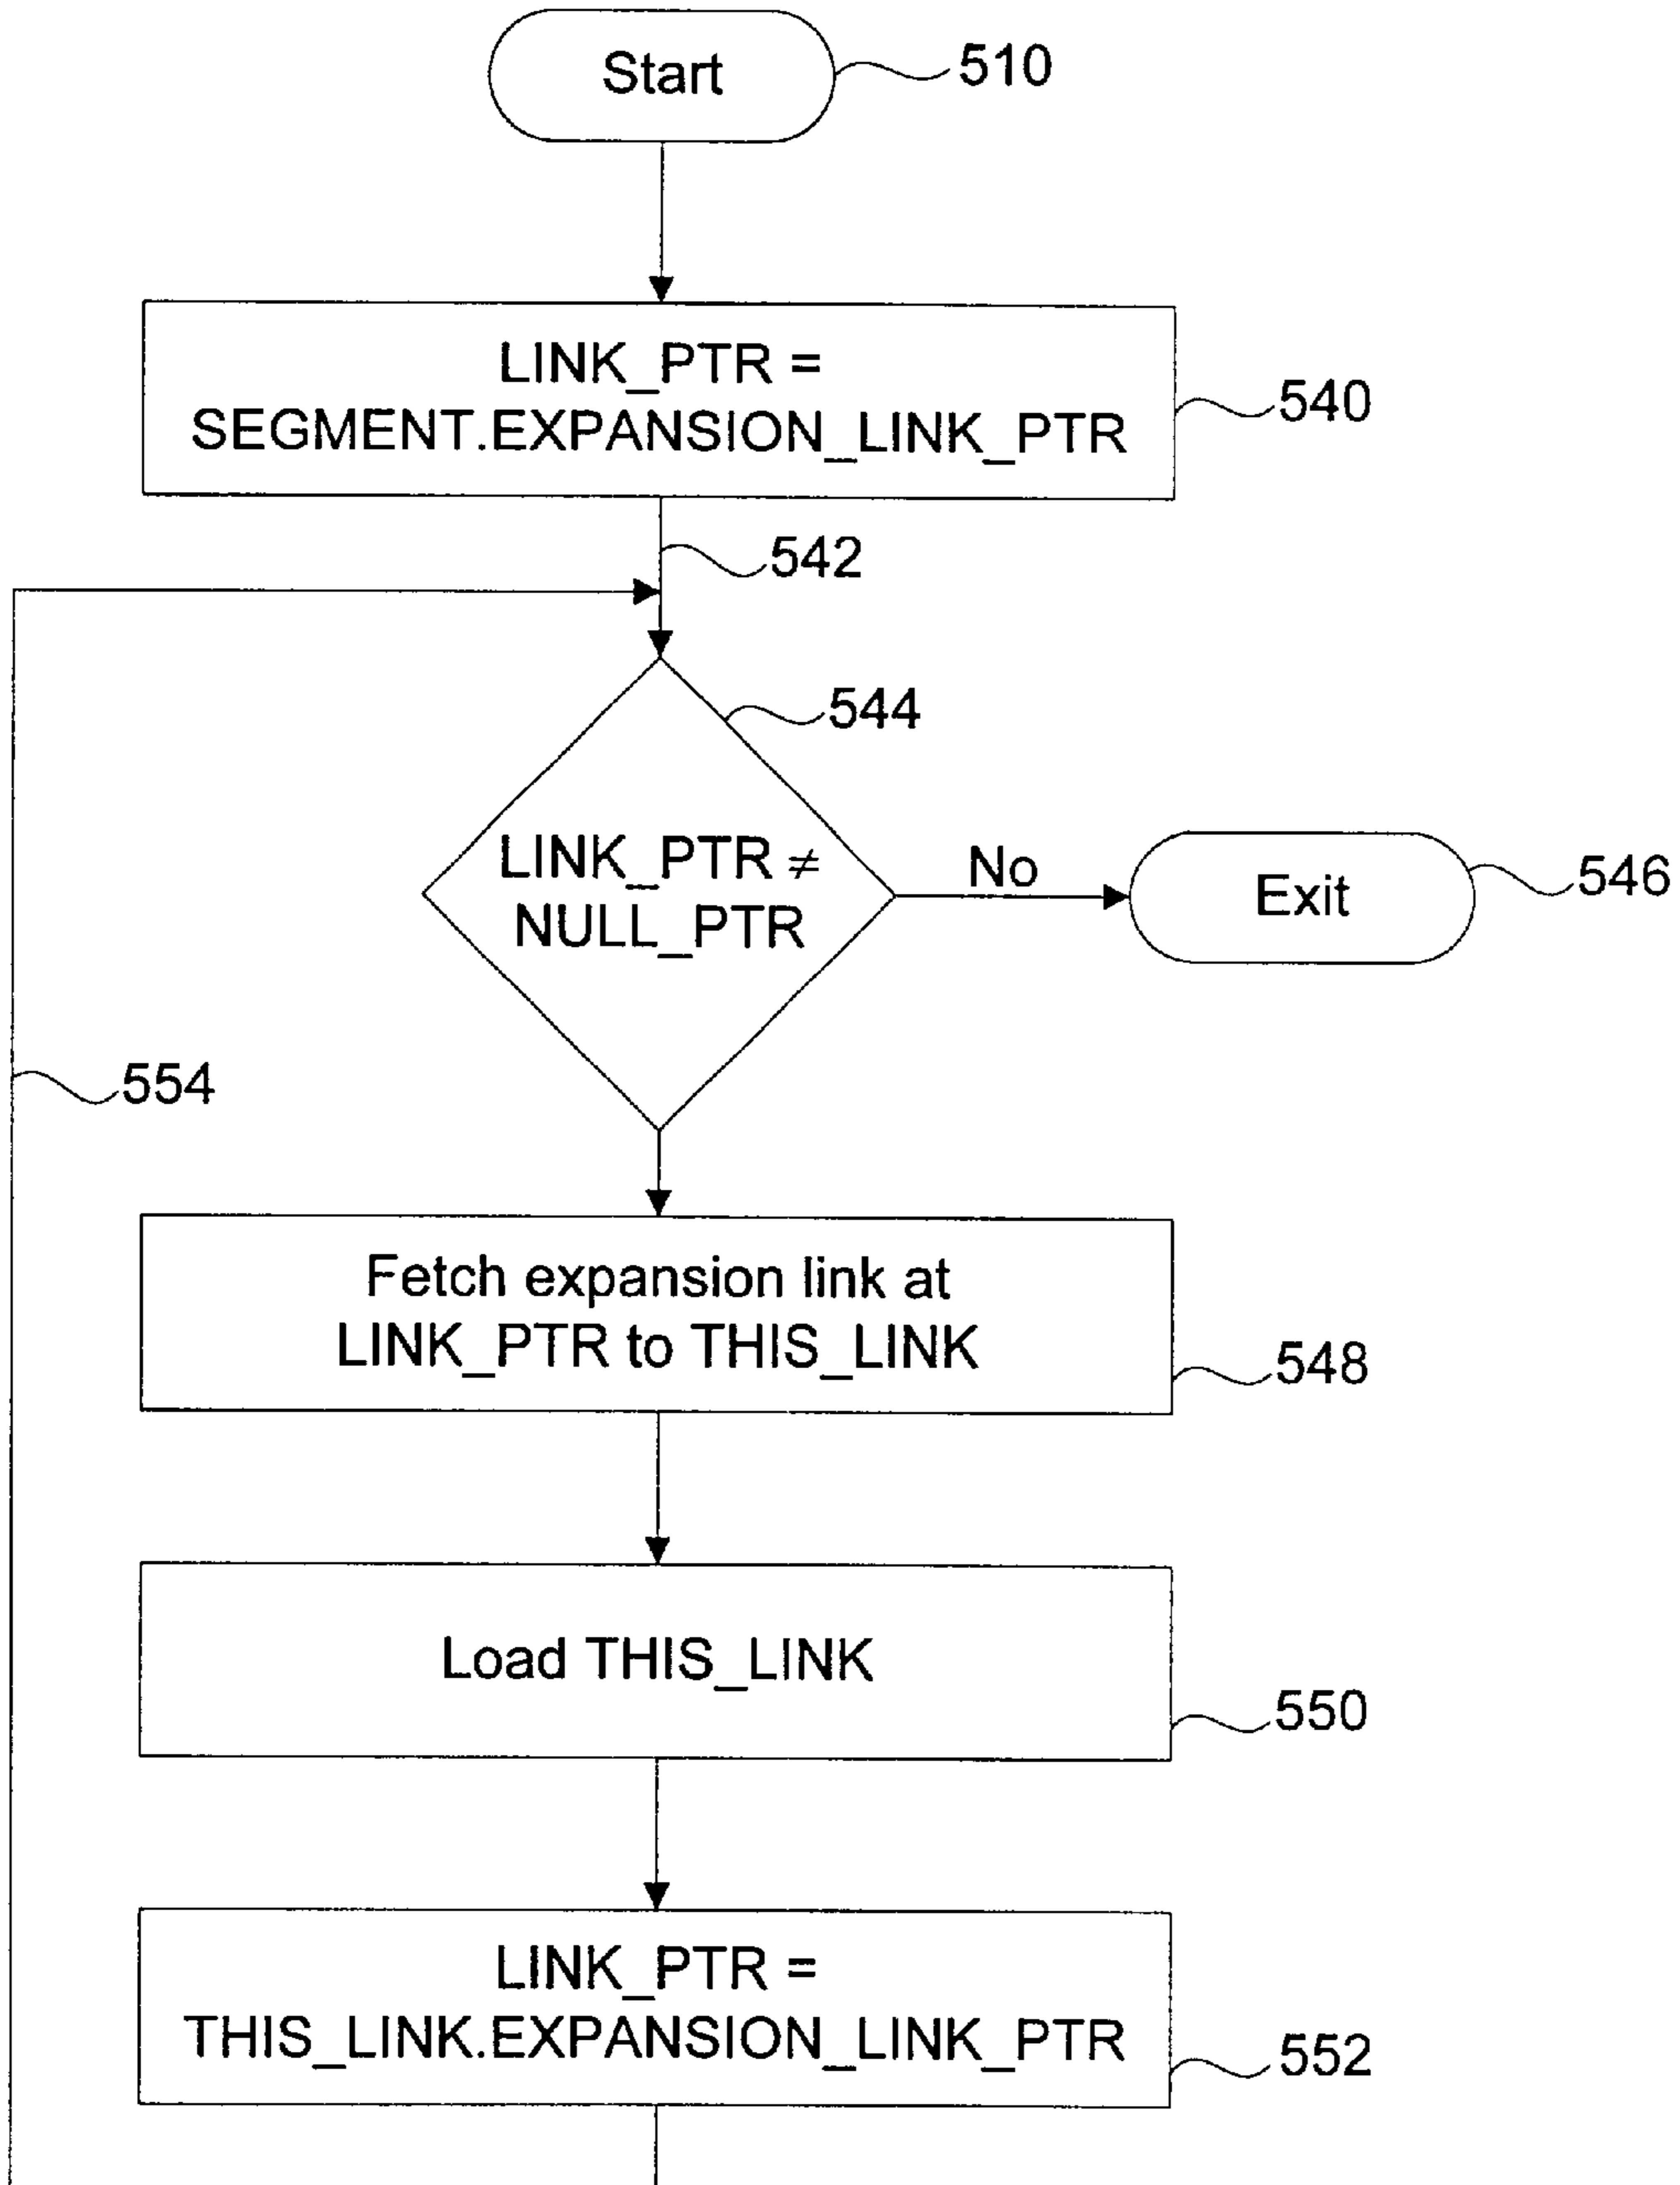 Start
510
LINK_PTR =
SEGMENT.EXPANSION_LINK_PTR
540
542
544
LINK_PTR ≠
NULL_PTR
No
Exit
546
554
Fetch expansion link at
LINK_PTR to THIS_LINK
548
Load THIS_LINK
550
LINK_PTR =
THIS_LINK.EXPANSION_LINK_PTR
552